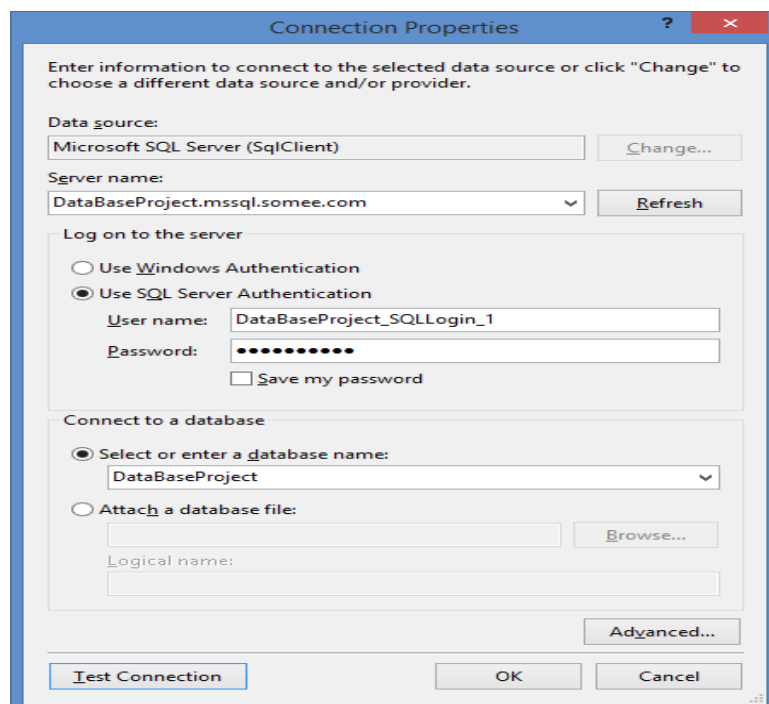 Connection Properties
?
Enter information to connect to the selected data source or click "Change" to
choose a different data source and/or provider.
Data source:
Microsoft SQL Server (SqlClient)
Change...
Server name:
DataBaseProject.mssql.somee.com
Refresh
Log on to the server
Use Windows Authentication
Use SQL Server Authentication
User name:
DataBaseProject_SQLLogin_1
Password:
●●●●●●●●●●
Save my password
Connect to a database
Select or enter a database name:
DataBaseProject
Attach a database file:
Browse...
Logical name:
Advanced...
Test Connection
OK
Cancel